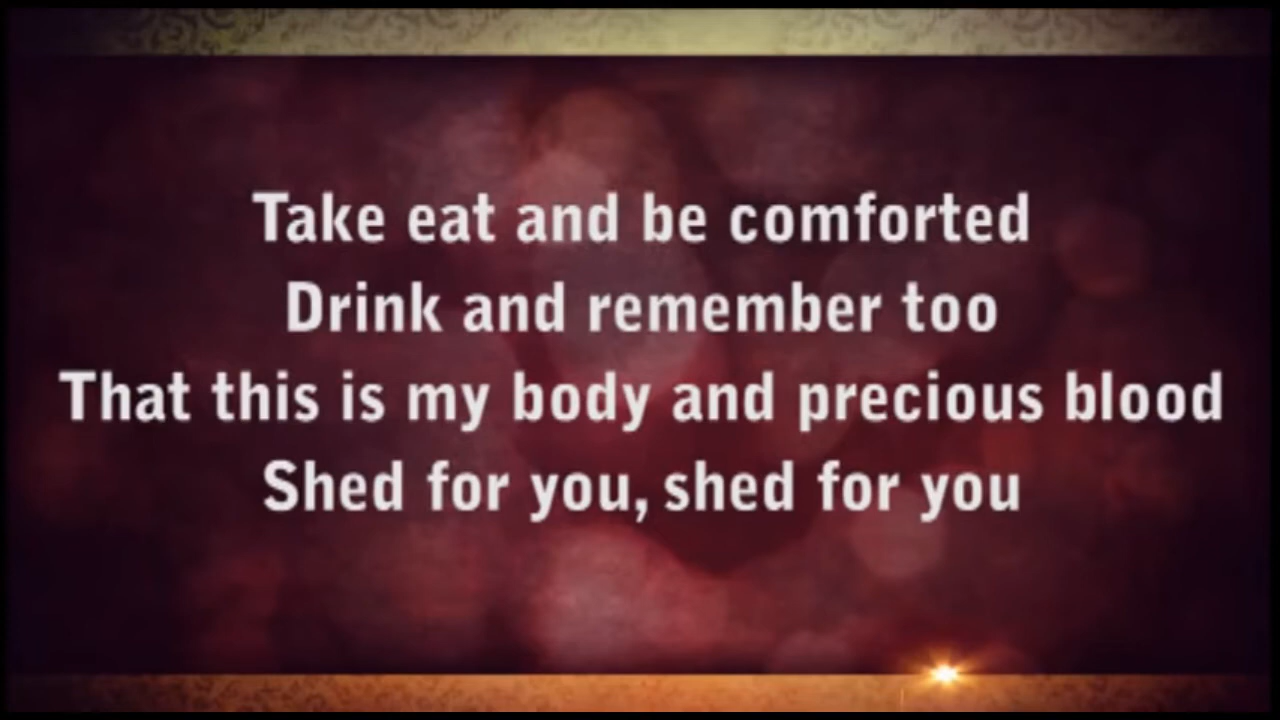 Take eat and be comforted
Drink and remember too
That this is my body and precious blood
Shed for you, shed for you